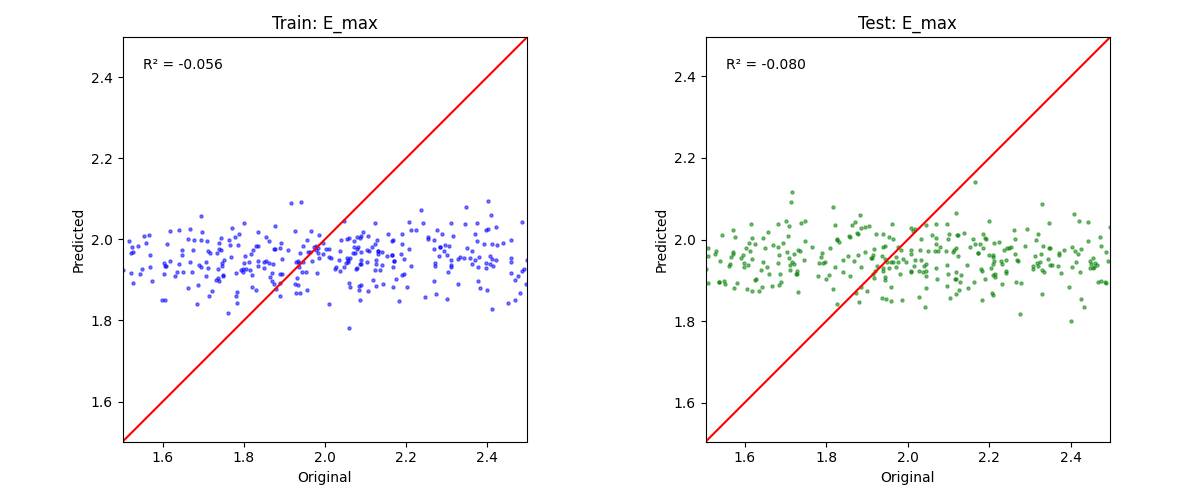 Train: E_max
R² = -0.056
Predicted
2.4
2.2
2.0
1.8
1.6
1.6 1.8 2.0 2.2 2.4
Original
Test: E_max
R² = -0.080
Predicted
2.4
2.2
2.0
1.8
1.6
1.6 1.8 2.0 2.2 2.4
Original